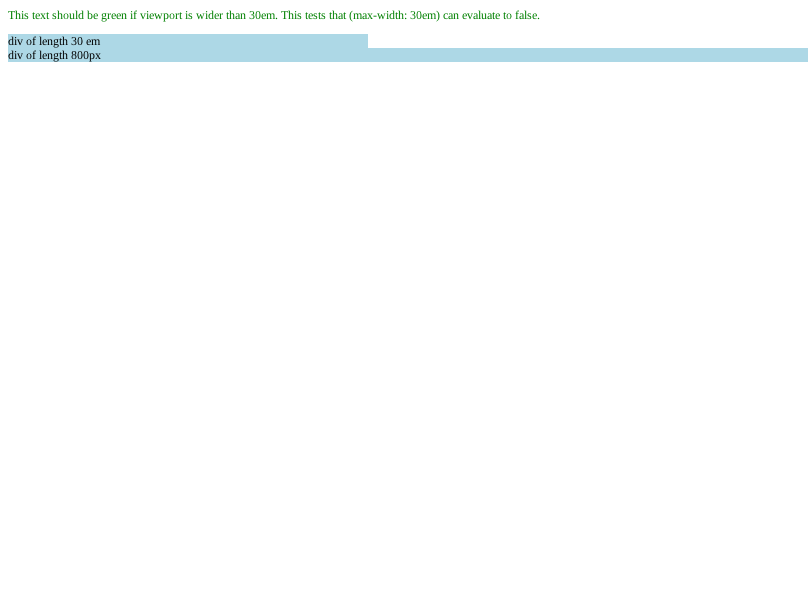 This text should be green if viewport is wider than 30em. This tests that (max-width: 30em) can evaluate to false.
div of length 30 em
div of length 800px